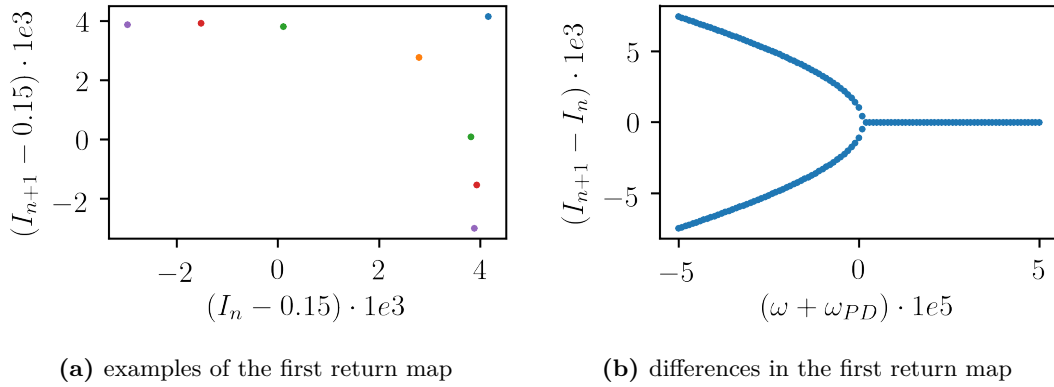 4
2
0
−2
(I_{n+1} − 0.15) · 1e3
−2 0 2 4
(I_n − 0.15) · 1e3
5
0
−5
(I_{n+1} − I_n) · 1e3
−5 0 5
(ω + ω_{PD}) · 1e5
(a) examples of the first return map
(b) differences in the first return map